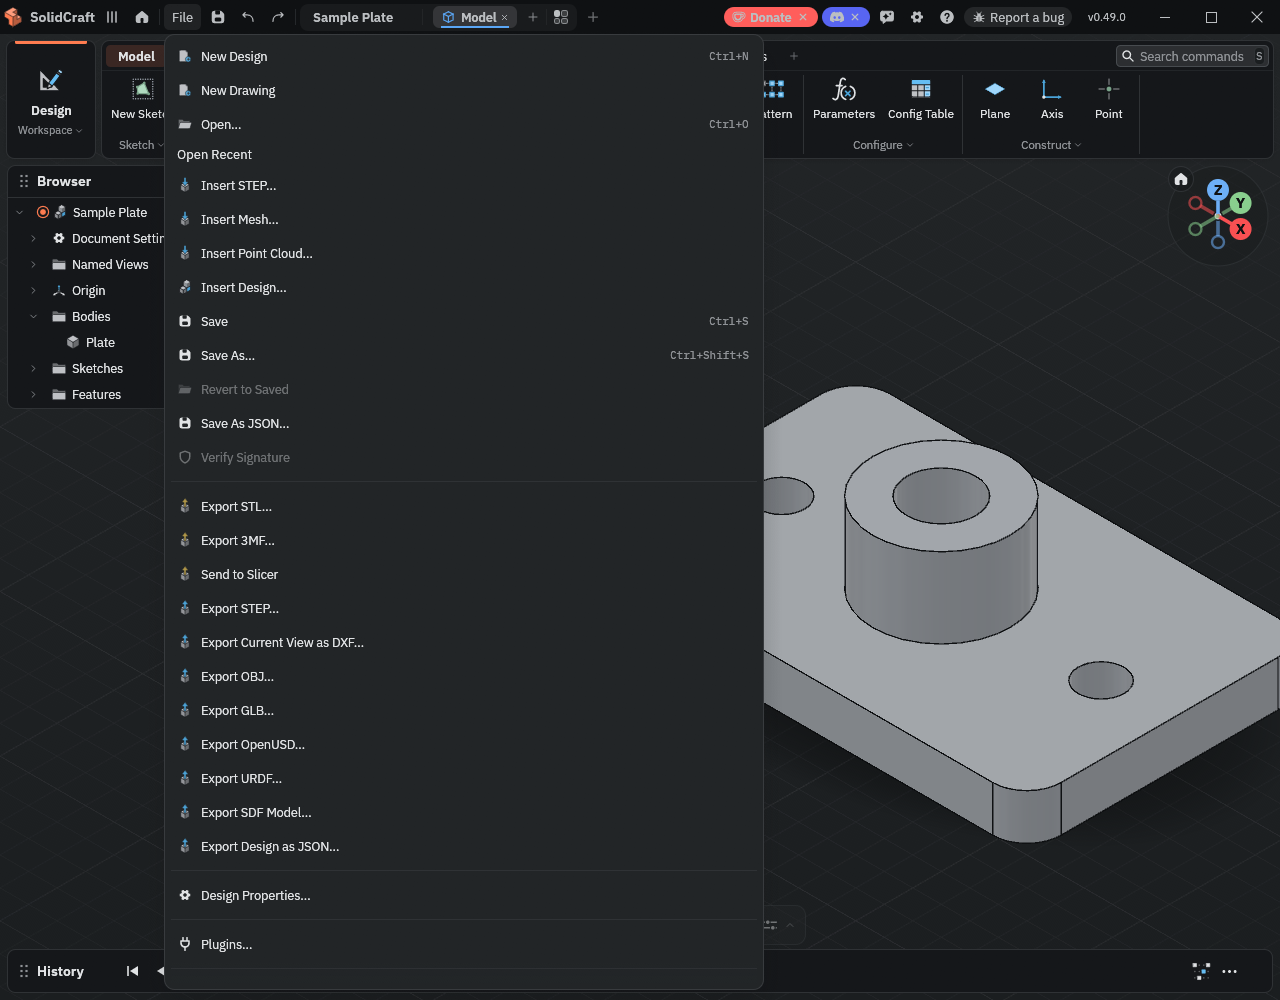 SolidCraft
File
Sample Plate
Model
Donate
Report a bug
v0.49.0
Design
Workspace
Model
Sketch
Search commands S
Parameters
Config Table
Plane
Axis
Point
Configure
Construct
New Design Ctrl+N
New Drawing
Open... Ctrl+O
Open Recent
Insert STEP...
Insert Mesh...
Insert Point Cloud...
Insert Design...
Save Ctrl+S
Save As... Ctrl+Shift+S
Revert to Saved
Save As JSON...
Verify Signature
Export STL...
Export 3MF...
Send to Slicer
Export STEP...
Export Current View as DXF...
Export OBJ...
Export GLB...
Export OpenUSD...
Export URDF...
Export SDF Model...
Export Design as JSON...
Design Properties...
Plugins...
Browser
Sample Plate
Document Settin
Named Views
Origin
Bodies
Plate
Sketches
Features
Z
Y
X
History